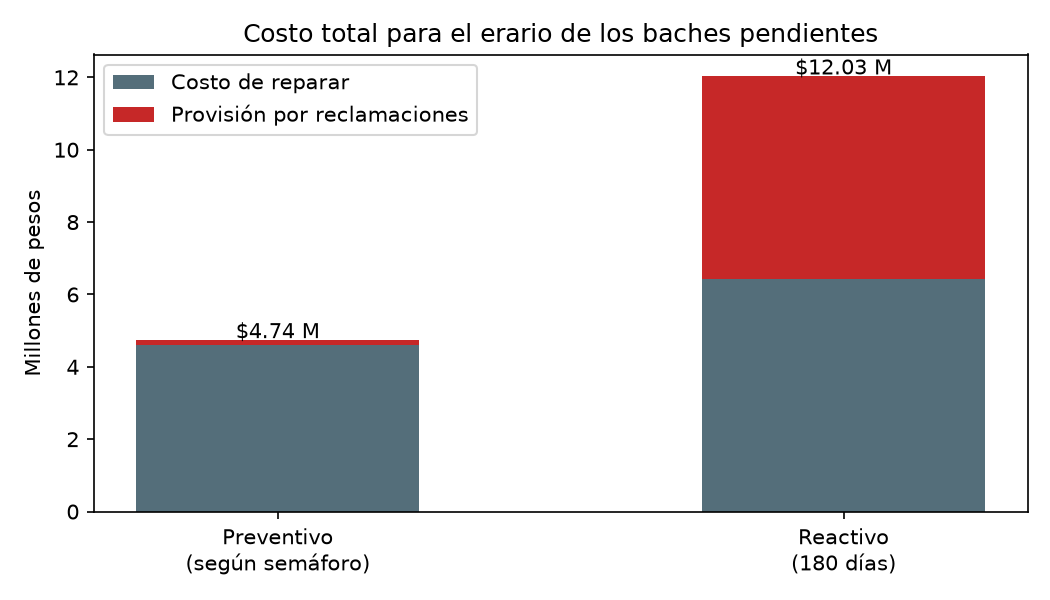 Costo total para el erario de los baches pendientes
Costo de reparar
Provisión por reclamaciones
Millones de pesos
12
10
8
6
4
2
0
$4.74 M
$12.03 M
Preventivo
(según semáforo)
Reactivo
(180 días)